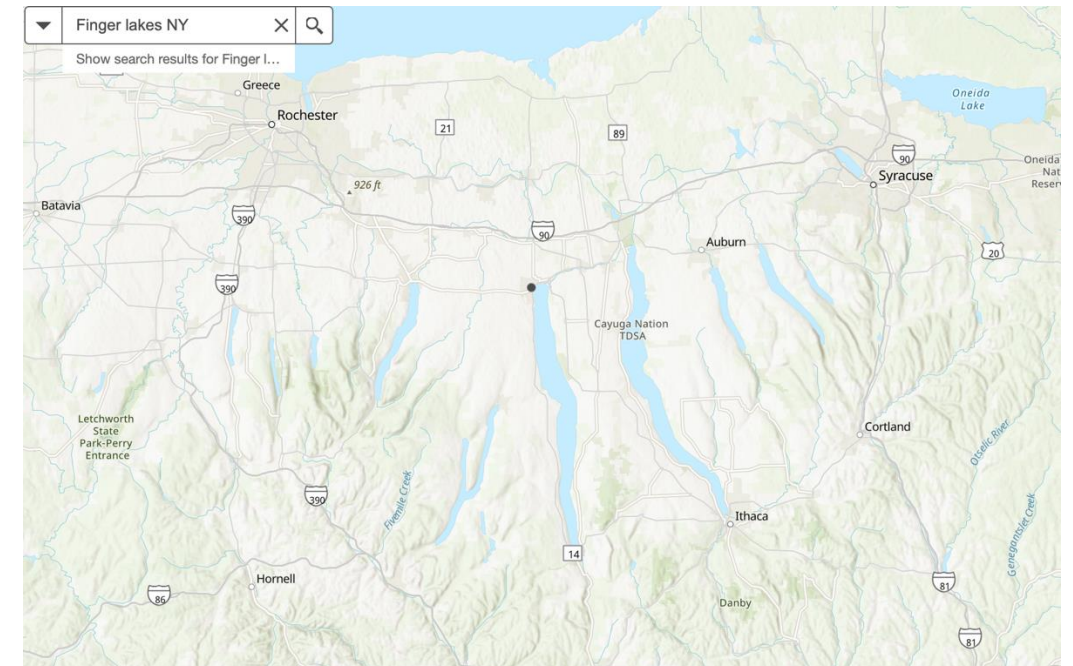 Finger lakes NY
Show search results for Finger l...
Greece
Rochester
21
89
Oneida
Lake
90
Syracuse
Oneida
Nat
Reserv
926 ft
Batavia
390
90
Auburn
20
390
Cayuga Nation
TDSA
Letchworth
State
Park-Perry
Entrance
Cortland
Otselic River
Fivemile Creek
390
Ithaca
Genegantslet Creek
14
Hornell
86
81
Danby
81